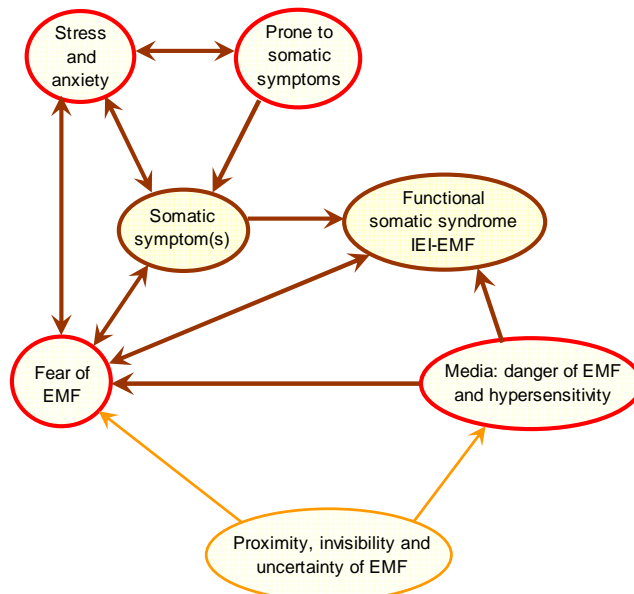 Stress
and
anxiety
Prone to
somatic
symptoms
Somatic
symptom(s)
Functional
somatic syndrome
IEI-EMF
Fear of
EMF
Media: danger of EMF
and hypersensitivity
Proximity, invisibility and
uncertainty of EMF